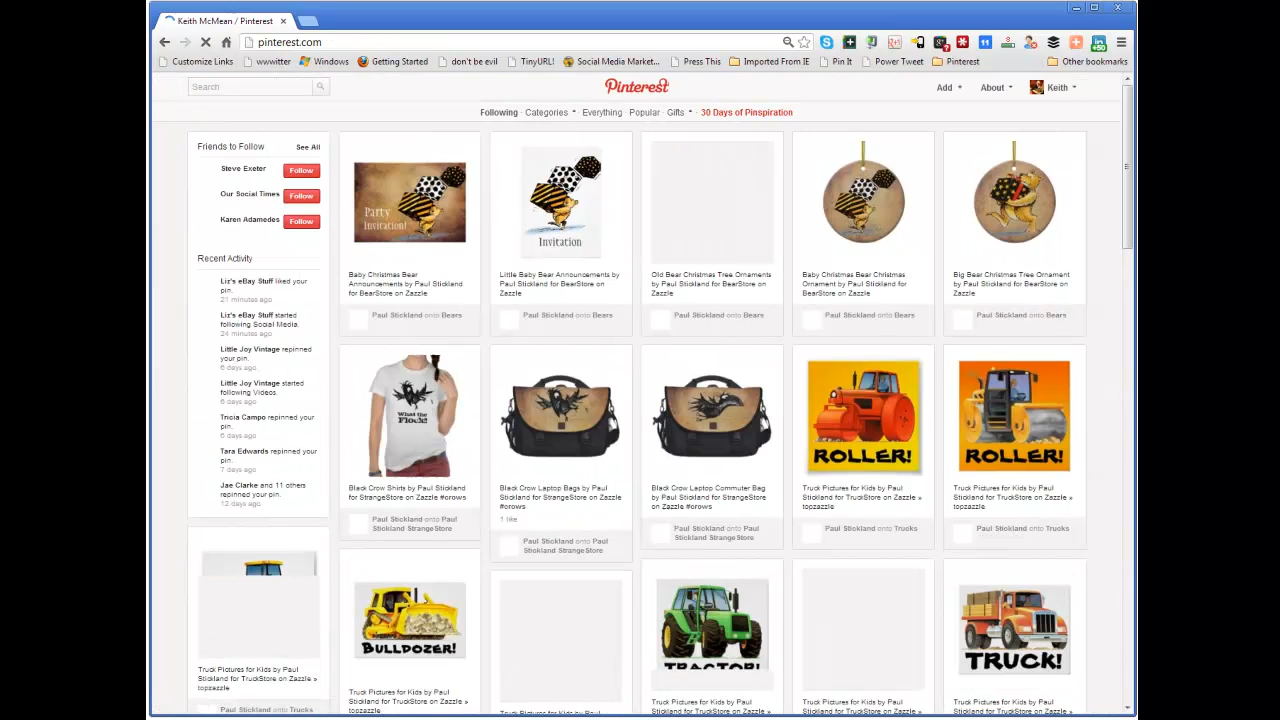 Keith McMean / Pinterest
pinterest.com
Customize Links wwwitter Windows Getting Started don't be evil TinyURL! Social Media Market... Press This Imported From IE Pin It Power Tweet Pinterest Other bookmarks
Search
Pinterest
Add About Keith
Following · Categories · Everything · Popular · Gifts · 30 Days of Pinspiration
Friends to Follow See All
Steve Exeter Follow
Our Social Times Follow
Karen Adamedes Follow
Recent Activity
Liz's eBay Stuff liked your
pin.
21 minutes ago
Liz's eBay Stuff started
following Social Media.
24 minutes ago
Little Joy Vintage repinned
your pin.
6 days ago
Little Joy Vintage started
following Videos.
6 days ago
Tricia Campo repinned your
pin.
6 days ago
Tara Edwards repinned your
pin.
7 days ago
Jae Clarke and 11 others
repinned your pin.
12 days ago
Party
Invitation!
Baby Christmas Bear
Announcements by Paul Stickland
for BearStore on Zazzle
Paul Stickland onto Bears
Invitation
Little Baby Bear Announcements by
Paul Stickland for BearStore on
Zazzle
Paul Stickland onto Bears
Old Bear Christmas Tree Ornaments
by Paul Stickland for BearStore on
Zazzle
Paul Stickland onto Bears
Baby Christmas Bear Christmas
Ornament by Paul Stickland for
BearStore on Zazzle
Paul Stickland onto Bears
Big Bear Christmas Tree Ornament
by Paul Stickland for BearStore on
Zazzle
Paul Stickland onto Bears
What the
Flock!
Black Crow Shirts by Paul Stickland
for StrangeStore on Zazzle #crows
Paul Stickland onto Paul
Stickland StrangeStore
Black Crow Laptop Bags by Paul
Stickland for StrangeStore on Zazzle
#crows
1 like
Paul Stickland onto Paul
Stickland StrangeStore
Black Crow Laptop Commuter Bag
by Paul Stickland for StrangeStore
on Zazzle #crows
Paul Stickland onto Paul
Stickland StrangeStore
ROLLER!
Truck Pictures for Kids by Paul
Stickland for TruckStore on Zazzle »
topzazzle
Paul Stickland onto Trucks
ROLLER!
Truck Pictures for Kids by Paul
Stickland for TruckStore on Zazzle »
topzazzle
Paul Stickland onto Trucks
Truck Pictures for Kids by Paul
Stickland for TruckStore on Zazzle »
topzazzle
Paul Stickland onto Trucks
BULLDOZER!
Truck Pictures for Kids by Paul
Stickland for TruckStore on Zazzle »
topzazzle
Truck Pictures for Kids by Paul
TRACTOR!
Truck Pictures for Kids by Paul
Stickland for TruckStore on Zazzle »
Truck Pictures for Kids by Paul
Stickland for TruckStore on Zazzle »
TRUCK!
Truck Pictures for Kids by Paul
Stickland for TruckStore on Zazzle »